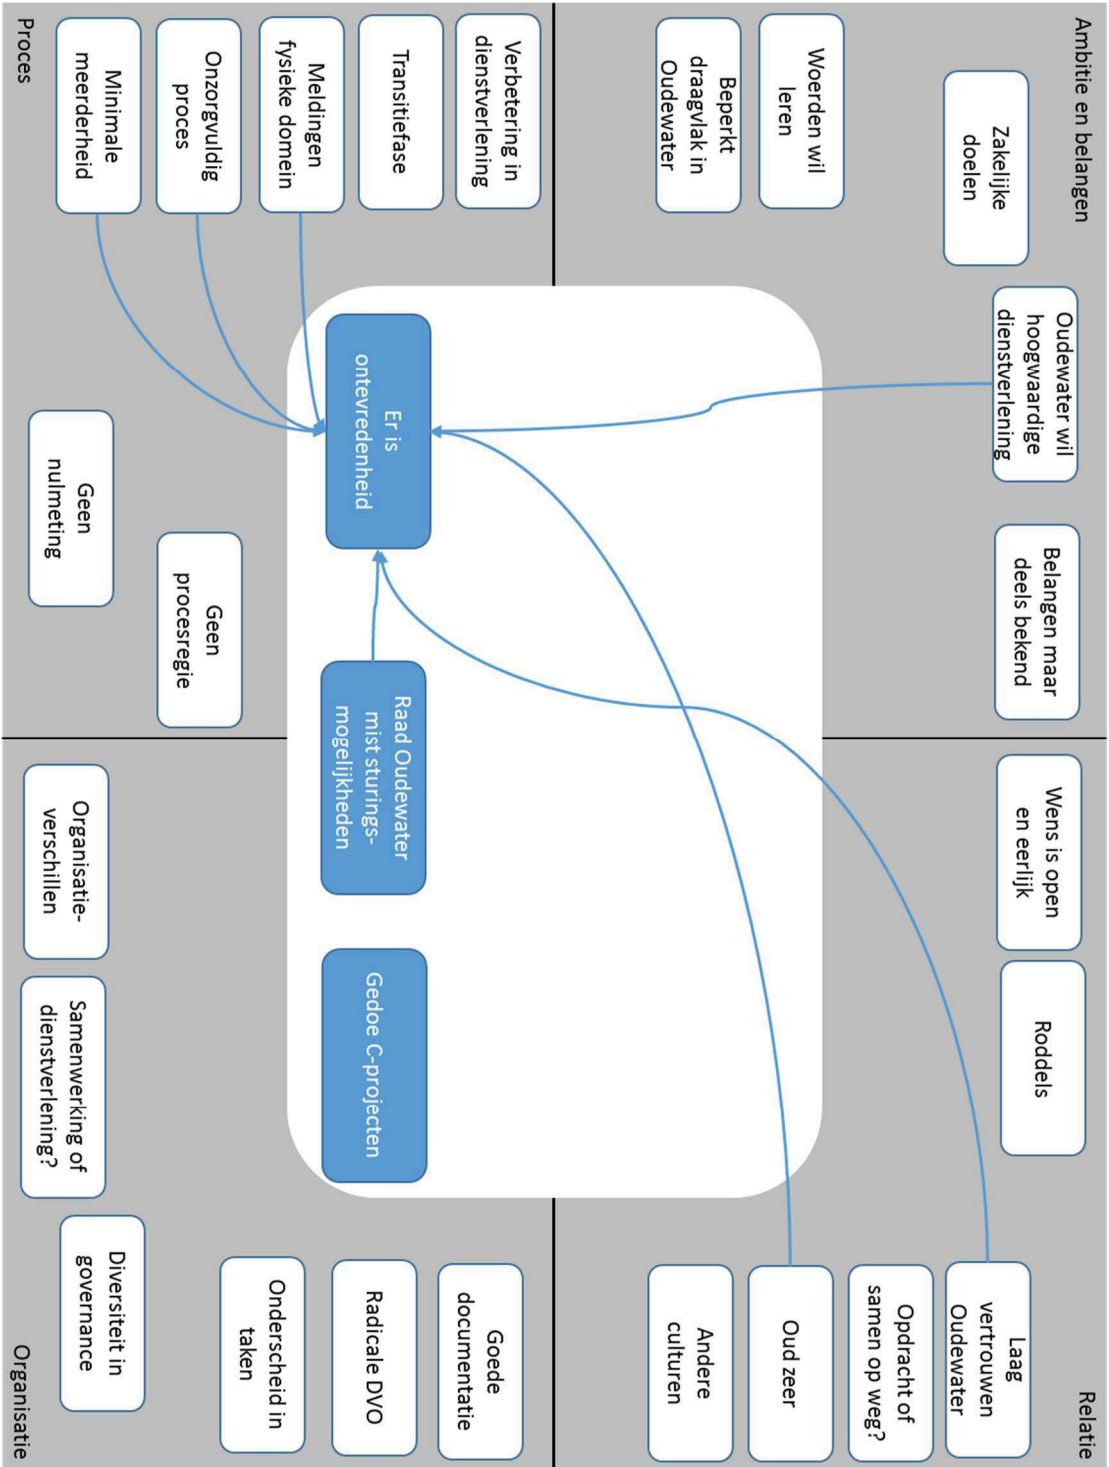 Ambitie en belangen
Zakelijke
doelen
Oudewater wil
hoogwaardige
dienstverlening
Belangen maar
deels bekend
Woerden wil
leren
Beperkt
draagvlak in
Oudewater
Relatie
Wens is open
en eerlijk
Roddels
Laag
vertrouwen
Oudewater
Opdracht of
samen op weg?
Oud zeer
Andere
culturen
Er is
ontevredenheid
Raad Oudewater
mist sturings-
mogelijkheden
Gedoe C-projecten
Verbetering in
dienstverlening
Transitiefase
Meldingen
fysieke domein
Onzorgvuldig
proces
Minimale
meerderheid
Geen
procesregie
Geen
nulmeting
Proces
Goede
documentatie
Radicale DVO
Onderscheid in
taken
Diversiteit in
governance
Organisatie-
verschillen
Samenwerking of
dienstverlening?
Organisatie